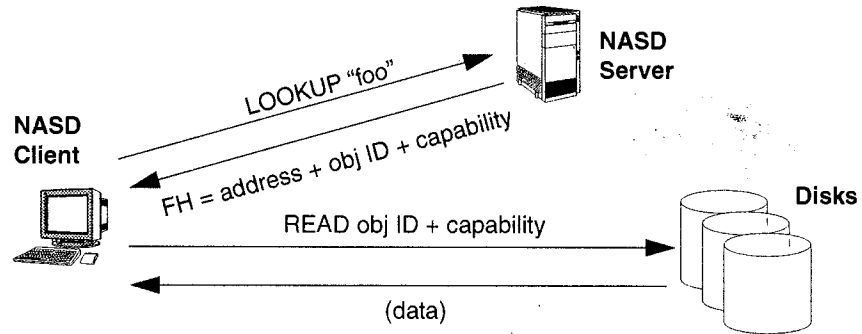 NASD
Server
LOOKUP "foo"
NASD
Client
FH = address + obj ID + capability
Disks
READ obj ID + capability
(data)